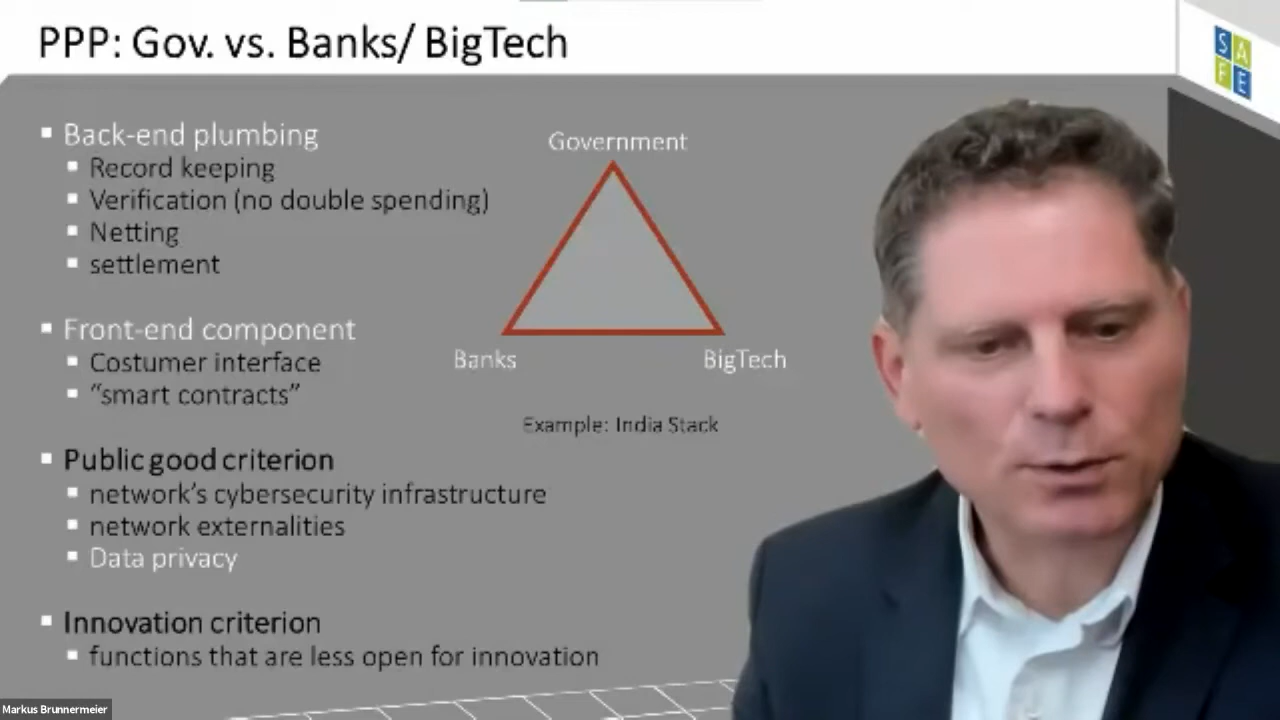 PPP: Gov. vs. Banks/ BigTech
SAFE
Back-end plumbing
Record keeping
Verification (no double spending)
Netting
settlement
Government
Banks
BigTech
Example: India Stack
Front-end component
Costumer interface
“smart contracts”
Public good criterion
network’s cybersecurity infrastructure
network externalities
Data privacy
Innovation criterion
functions that are less open for innovation
Markus Brunnermeier